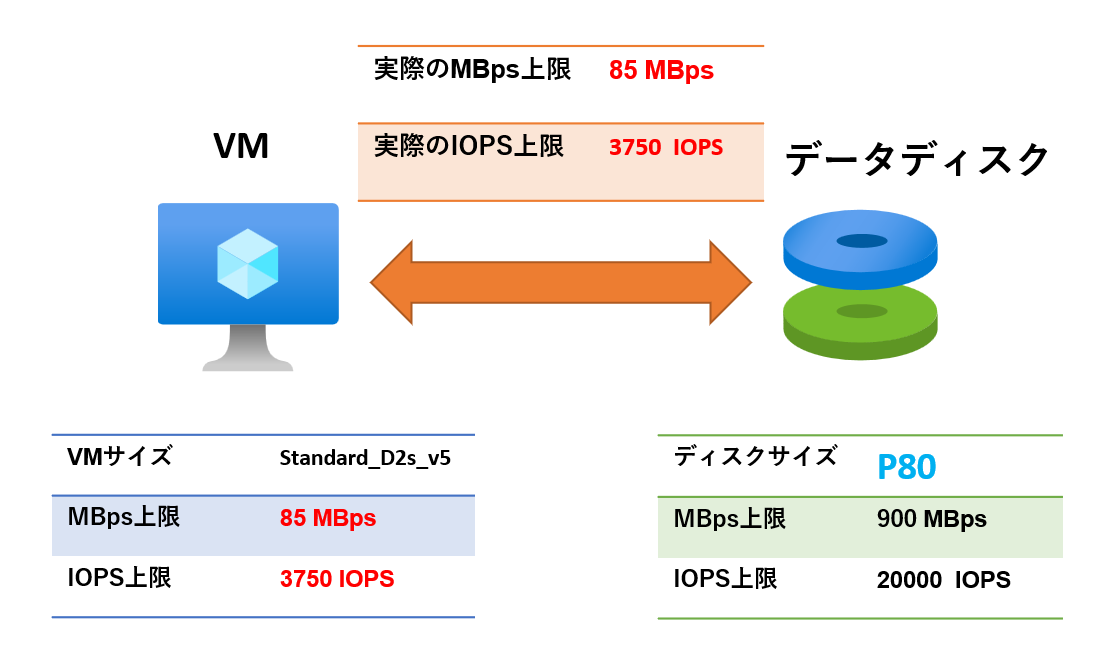 実際のMBps上限 85 MBps
実際のIOPS上限 3750 IOPS
VM
データディスク
VMサイズ Standard_D2s_v5
MBps上限 85 MBps
IOPS上限 3750 IOPS
ディスクサイズ P80
MBps上限 900 MBps
IOPS上限 20000 IOPS